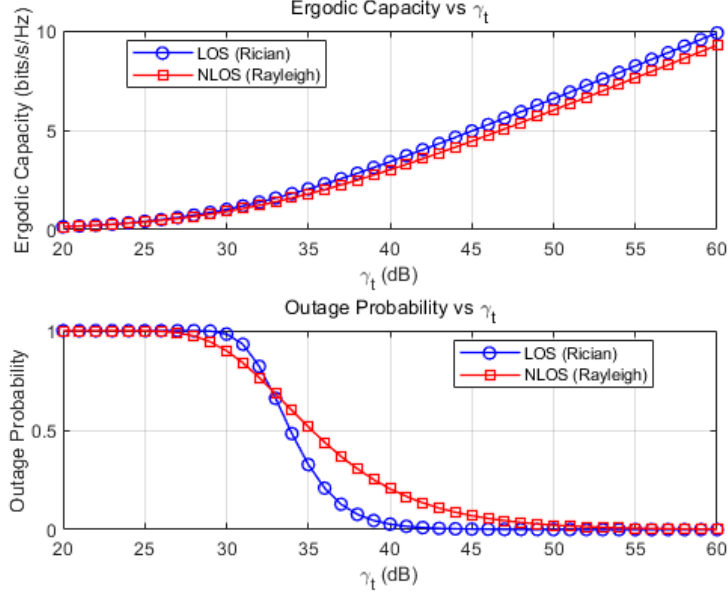 Ergodic Capacity vs γt
Ergodic Capacity (bits/s/Hz)
10
5
0
LOS (Rician)
NLOS (Rayleigh)
20 25 30 35 40 45 50 55 60
γt (dB)
Outage Probability vs γt
Outage Probability
1
0.5
0
LOS (Rician)
NLOS (Rayleigh)
20 25 30 35 40 45 50 55 60
γt (dB)